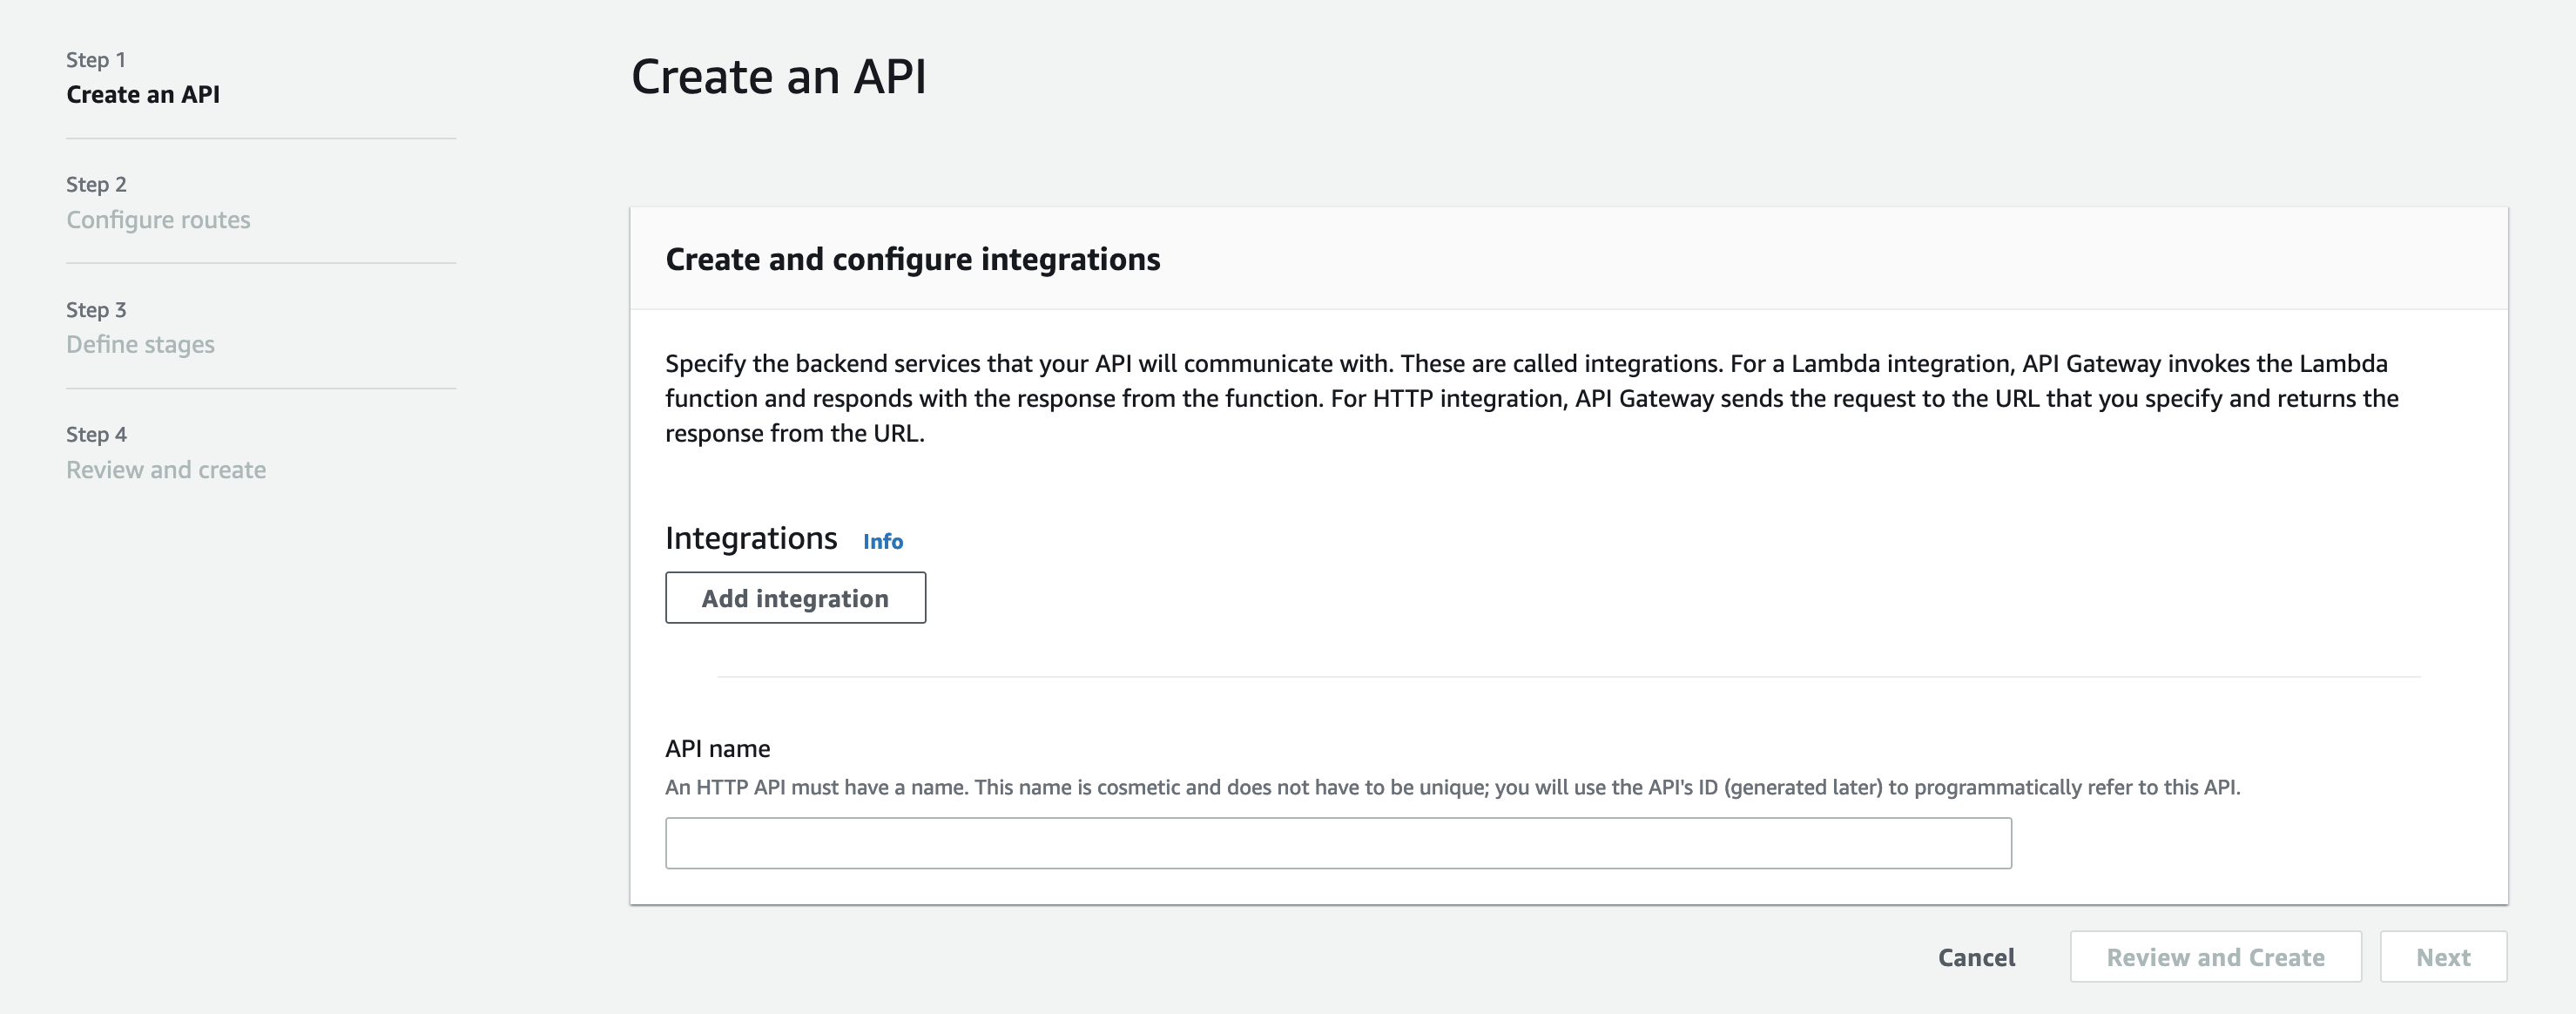 Step 1
Create an API
Step 2
Configure routes
Step 3
Define stages
Step 4
Review and create
Create an API
Create and configure integrations
Specify the backend services that your API will communicate with. These are called integrations. For a Lambda integration, API Gateway invokes the Lambda
function and responds with the response from the function. For HTTP integration, API Gateway sends the request to the URL that you specify and returns the
response from the URL.
Integrations Info
Add integration
API name
An HTTP API must have a name. This name is cosmetic and does not have to be unique; you will use the API's ID (generated later) to programmatically refer to this API.
Cancel Review and Create Next